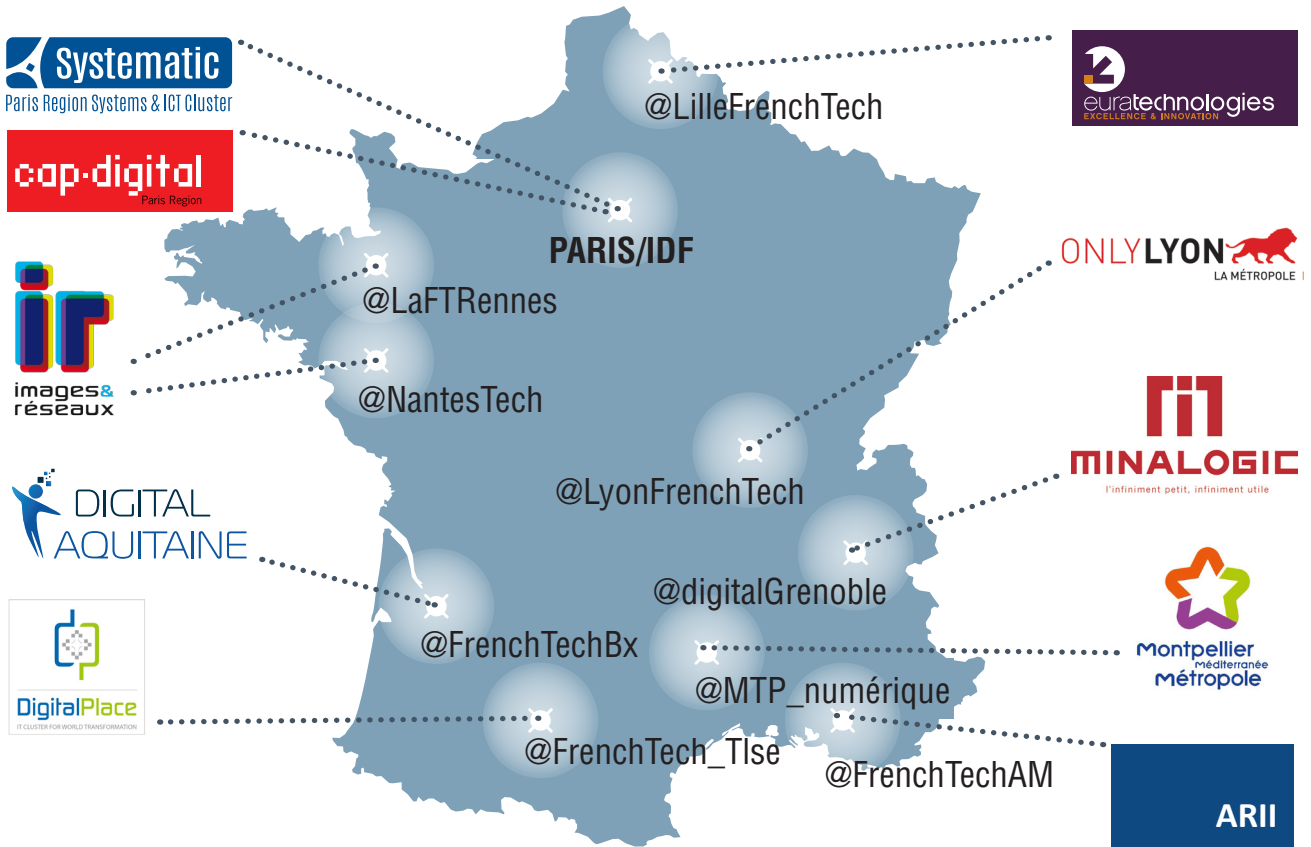 Systematic
Paris Region Systems & ICT Cluster
cap·digital
Paris Region
ir
images&
réseaux
DIGITAL
AQUITAINE
DigitalPlace
IT CLUSTER FOR WORLD TRANSFORMATION
@LilleFrenchTech
PARIS/IDF
@LaFTRennes
@NantesTech
@LyonFrenchTech
@digitalGrenoble
@FrenchTechBx
@MTP_numérique
@FrenchTech_Tlse
@FrenchTechAM
euratechnologies
EXCELLENCE & INNOVATION
ONLYLYON
LA MÉTROPOLE
MINALOGIC
l'infiniment petit, infiniment utile
Montpellier
méditerranée
métropole
ARII